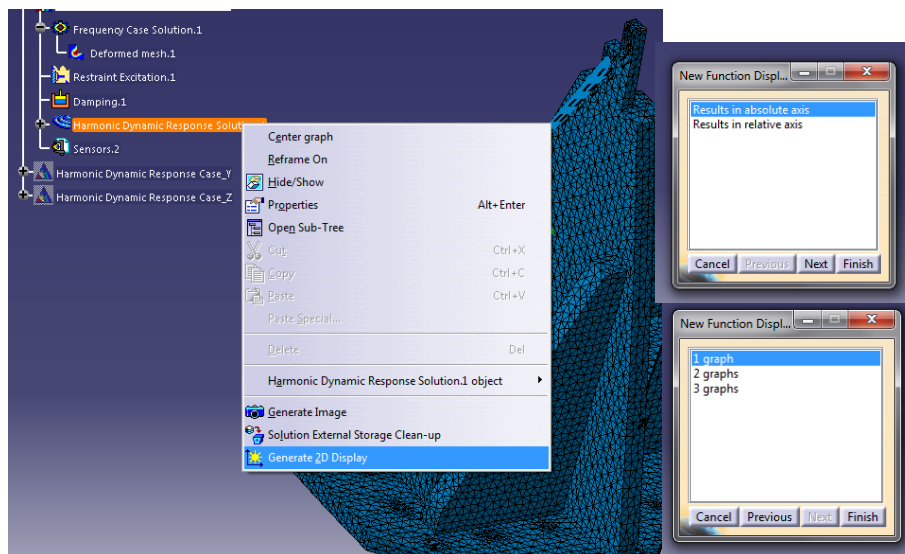 Frequency Case Solution.1
Deformed mesh.1
Restraint Excitation.1
Damping.1
Harmonic Dynamic Response Solution.1
Sensors.2
Harmonic Dynamic Response Case_Y
Harmonic Dynamic Response Case_Z
Center graph
Reframe On
Hide/Show
Properties Alt+Enter
Open Sub-Tree
Cut Ctrl+X
Copy Ctrl+C
Paste Ctrl+V
Paste Special...
Delete Del
Harmonic Dynamic Response Solution.1 object
Generate Image
Solution External Storage Clean-up
Generate 2D Display
New Function Displ...
Results in absolute axis
Results in relative axis
Cancel Previous Next Finish
New Function Displ...
1 graph
2 graphs
3 graphs
Cancel Previous Next Finish